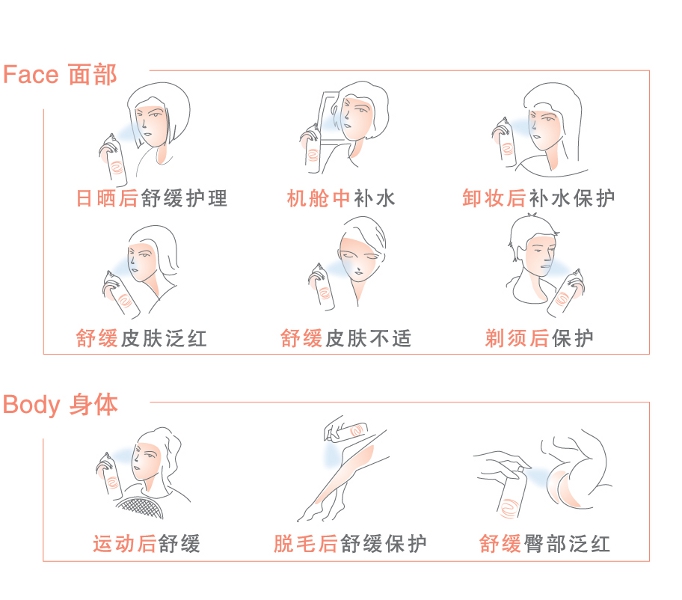 Face 面部
日晒后舒缓护理
机舱中补水
卸妆后补水保护
舒缓皮肤泛红
舒缓皮肤不适
剃须后保护
Body 身体
运动后舒缓
脱毛后舒缓保护
舒缓臀部泛红